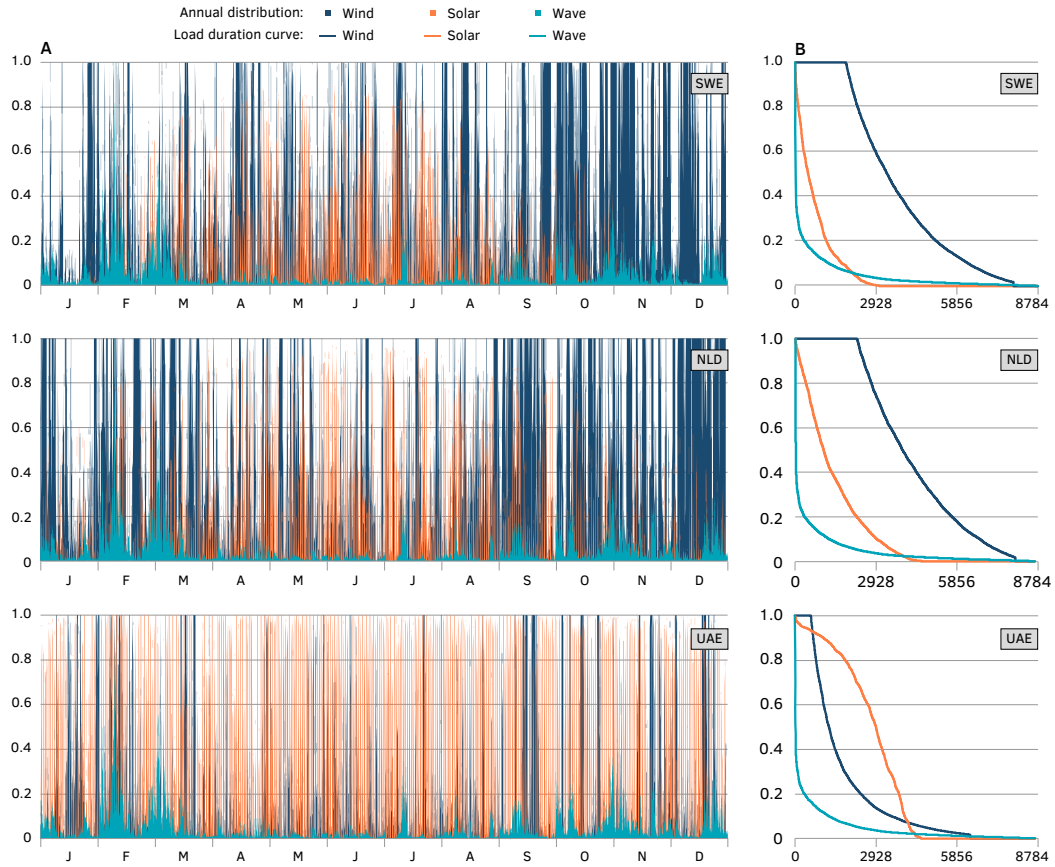 Annual distribution: Wind Solar Wave
Load duration curve: Wind Solar Wave
A
1.0
0.8
0.6
0.4
0.2
0
SWE
J F M A M J J A S O N D
B
1.0
0.8
0.6
0.4
0.2
0
SWE
0 2928 5856 8784
1.0
0.8
0.6
0.4
0.2
0
NLD
J F M A M J J A S O N D
1.0
0.8
0.6
0.4
0.2
0
NLD
0 2928 5856 8784
1.0
0.8
0.6
0.4
0.2
0
UAE
J F M A M J J A S O N D
1.0
0.8
0.6
0.4
0.2
0
UAE
0 2928 5856 8784